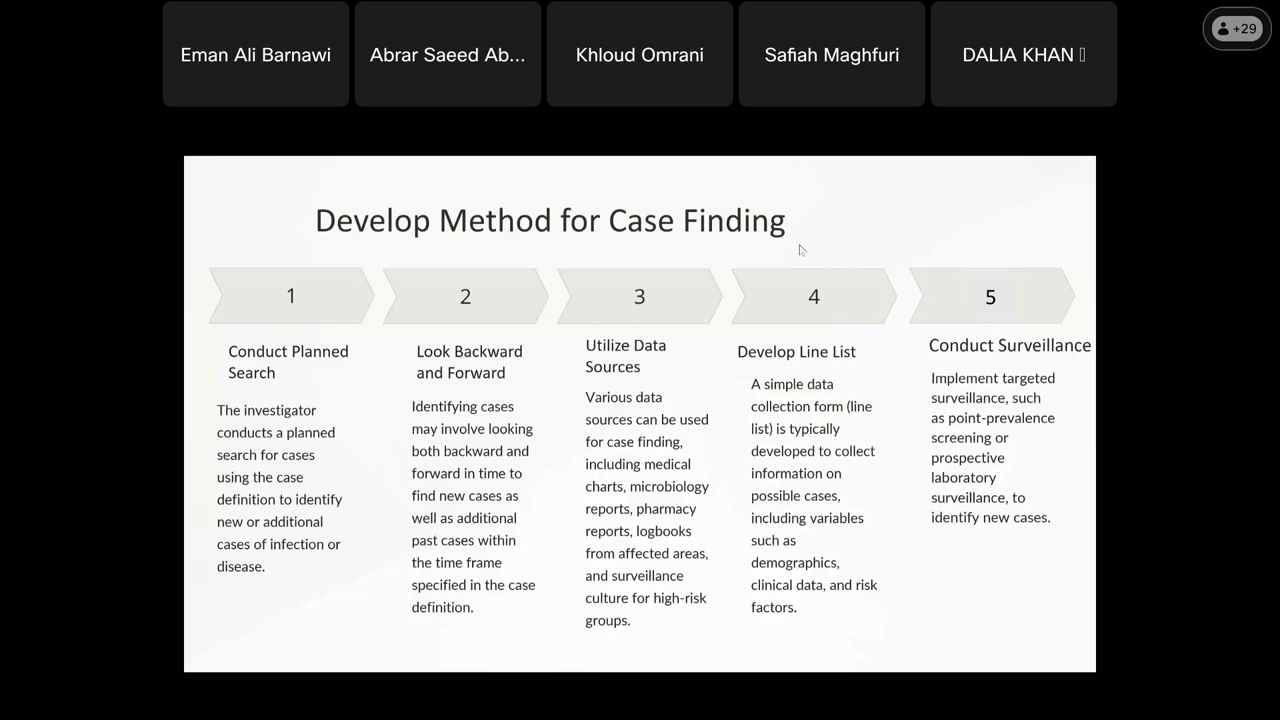 Eman Ali Barnawi
Abrar Saeed Ab...
Khloud Omrani
Safiah Maghfuri
DALIA KHAN
+29
Develop Method for Case Finding
1
2
3
4
5
Conduct Planned
Search
The investigator
conducts a planned
search for cases
using the case
definition to identify
new or additional
cases of infection or
disease.
Look Backward
and Forward
Identifying cases
may involve looking
both backward and
forward in time to
find new cases as
well as additional
past cases within
the time frame
specified in the case
definition.
Utilize Data
Sources
Various data
sources can be used
for case finding,
including medical
charts, microbiology
reports, pharmacy
reports, logbooks
from affected areas,
and surveillance
culture for high-risk
groups.
Develop Line List
A simple data
collection form (line
list) is typically
developed to collect
information on
possible cases,
including variables
such as
demographics,
clinical data, and risk
factors.
Conduct Surveillance
Implement targeted
surveillance, such
as point-prevalence
screening or
prospective
laboratory
surveillance, to
identify new cases.